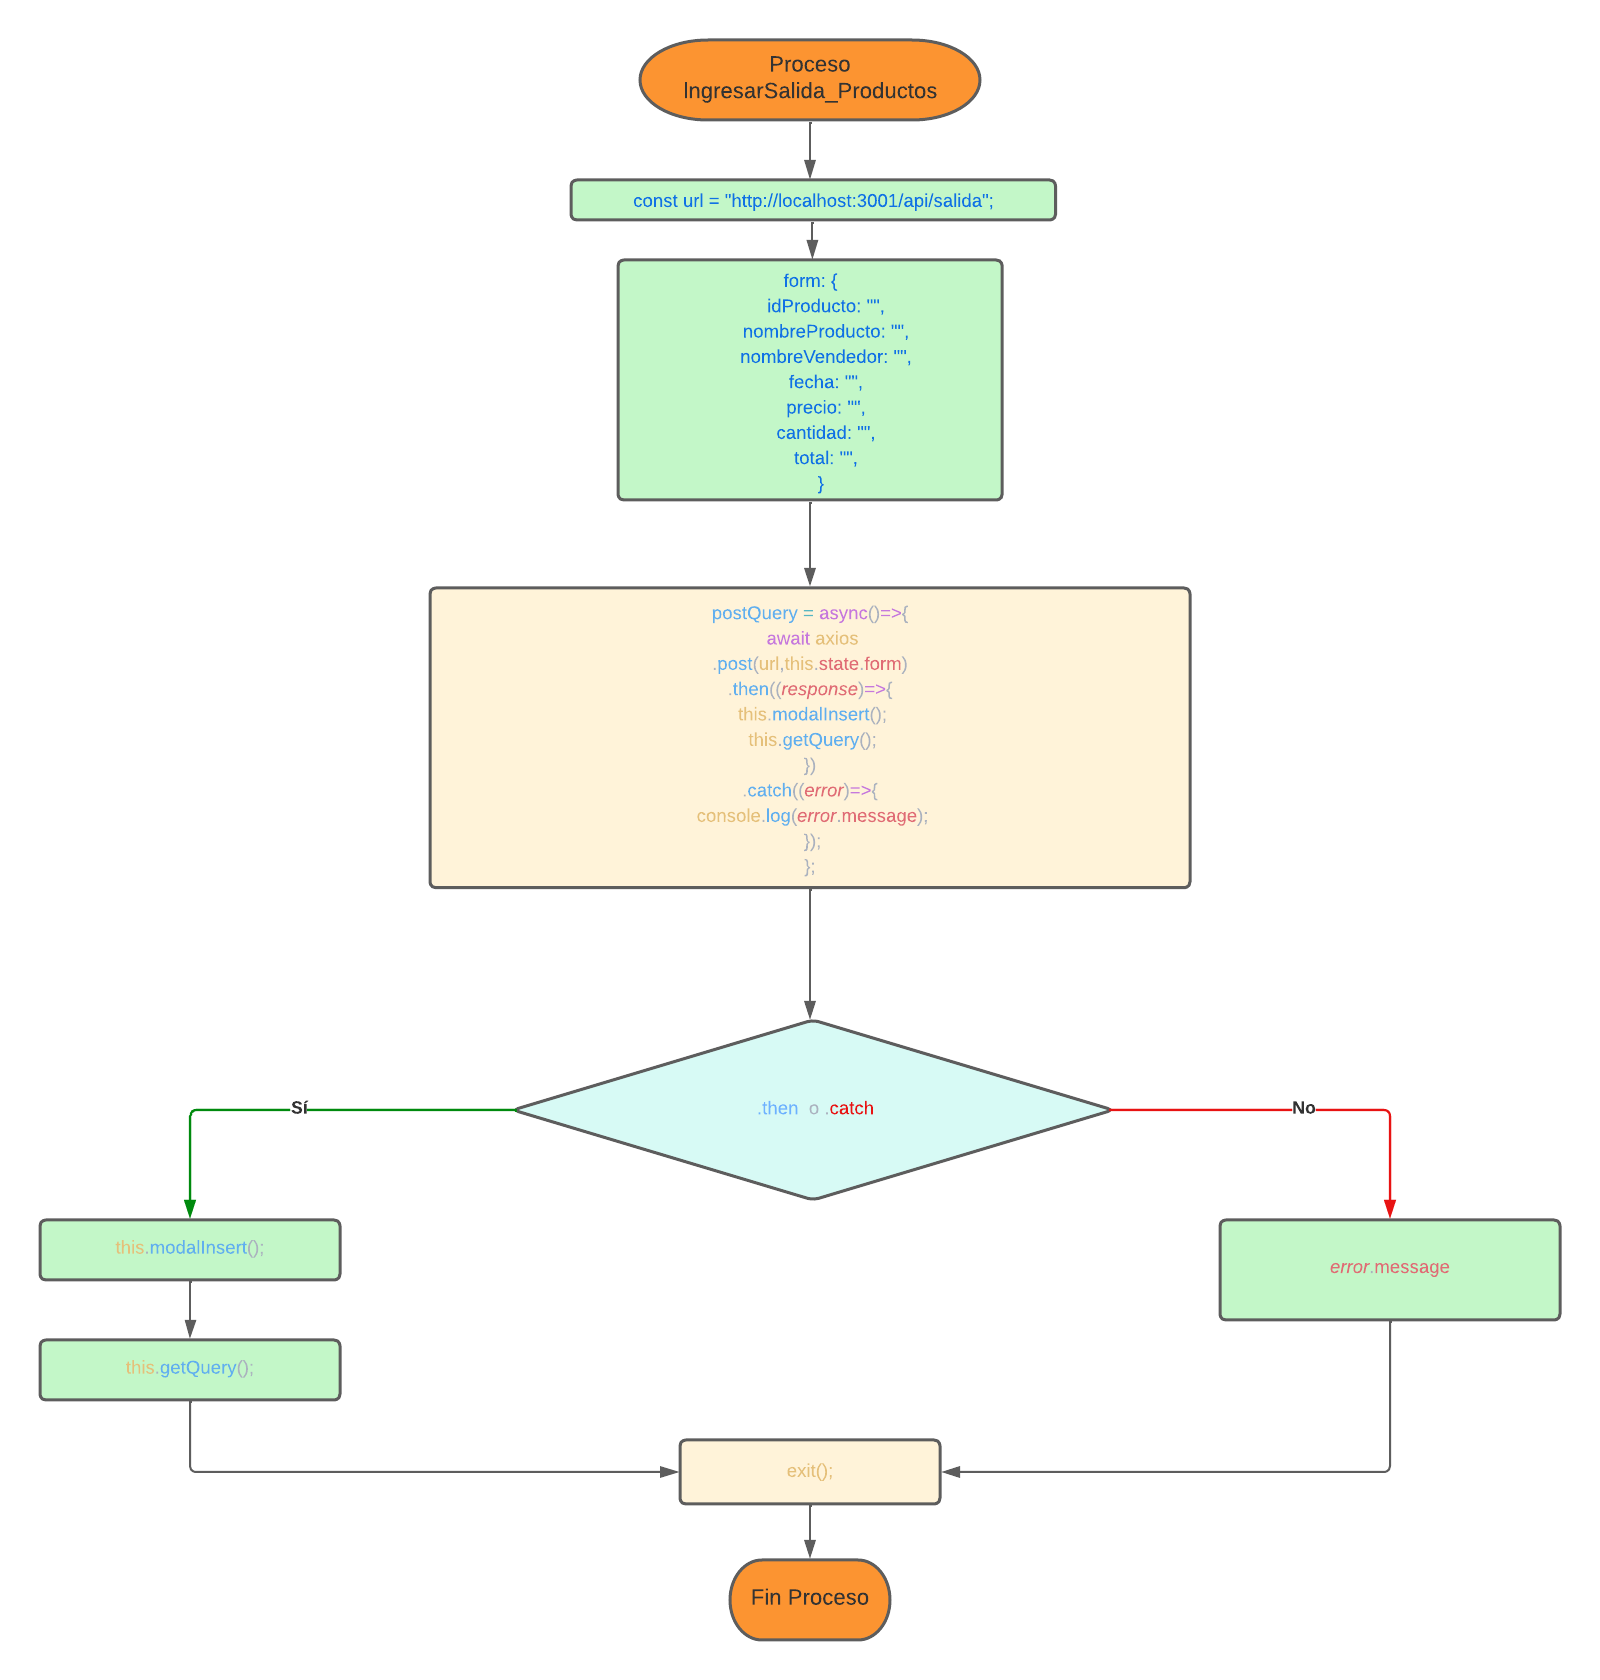 Proceso
IngresarSalida_Productos
const url = "http://localhost:3001/api/salida";
form: {
idProducto: "",
nombreProducto: "",
nombreVendedor: "",
fecha: "",
precio: "",
cantidad: "",
total: "",
}
postQuery = async()=>{
await axios
.post(url,this.state.form)
.then((response)=>{
this.modalInsert();
this.getQuery();
})
.catch((error)=>{
console.log(error.message);
});
};
.then  o .catch
Sí
No
this.modalInsert();
error.message
this.getQuery();
exit();
Fin Proceso